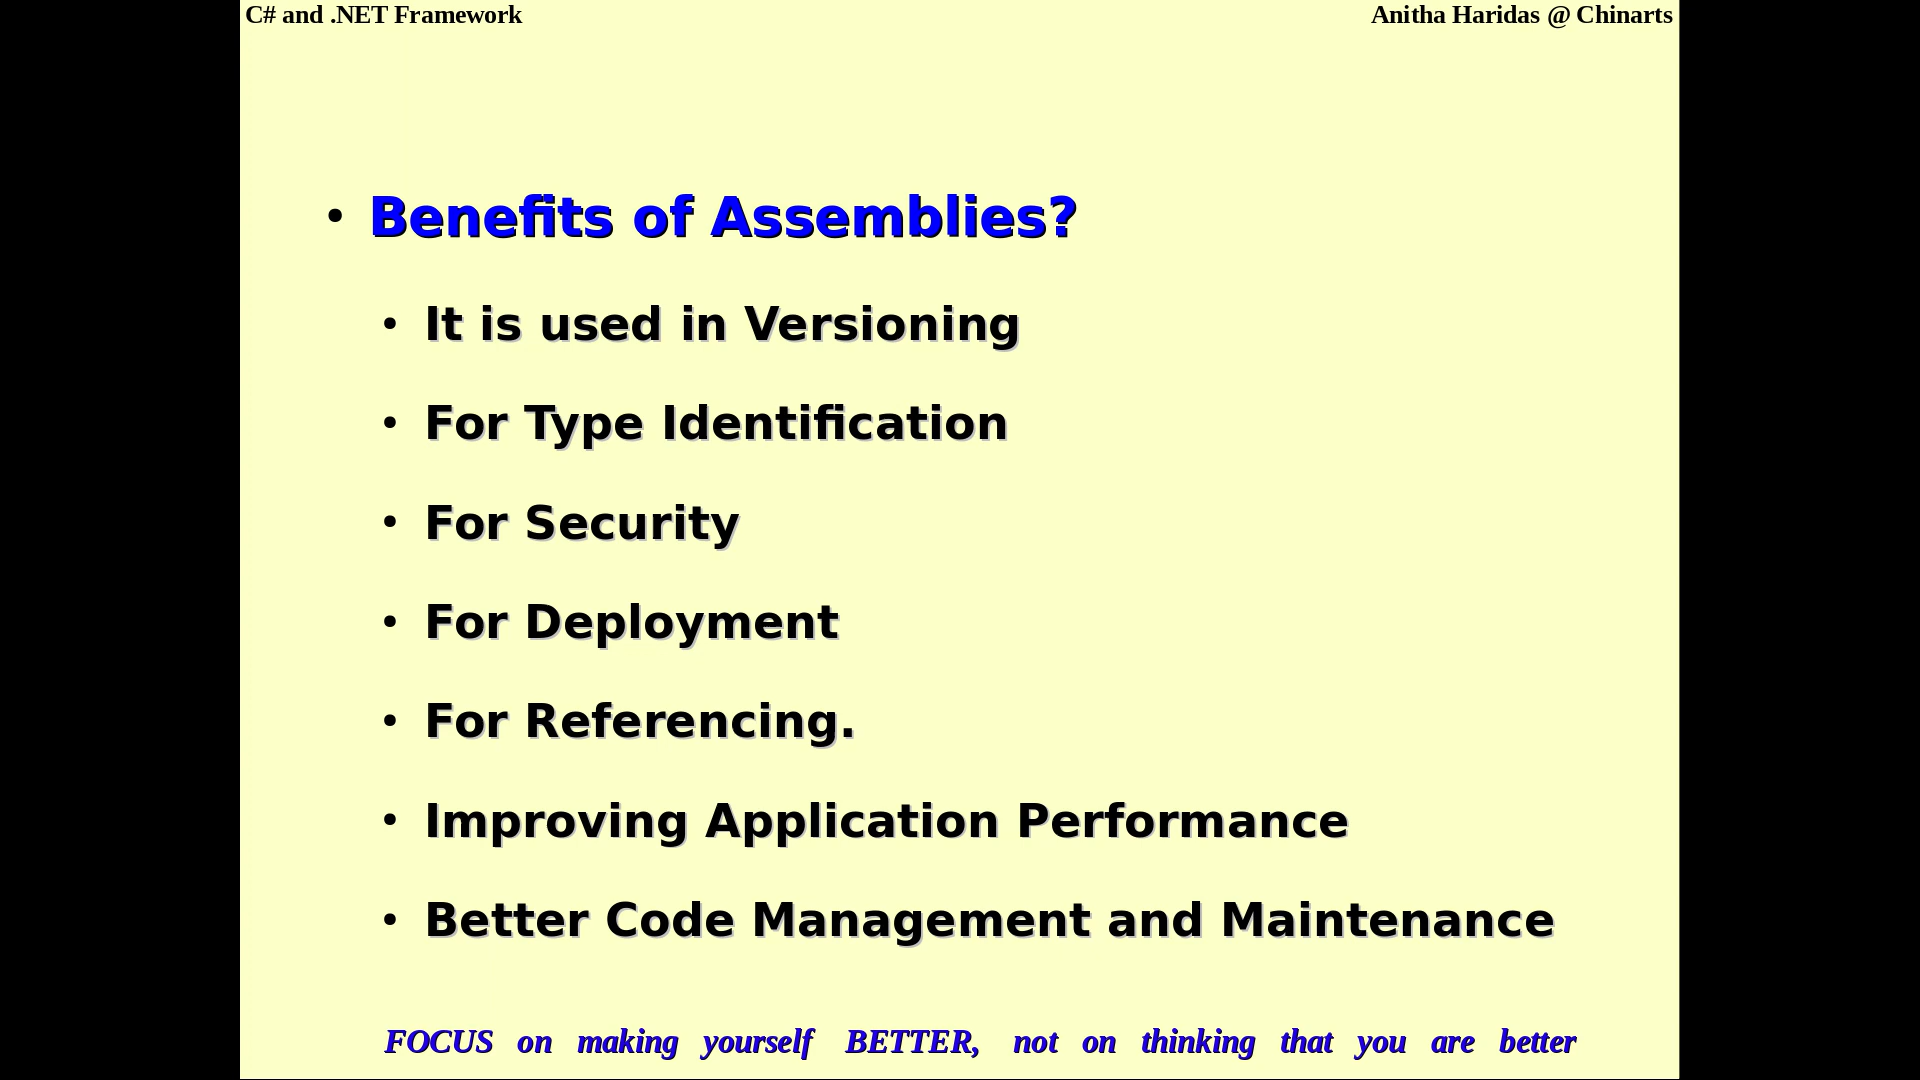 C# and .NET Framework
Anitha Haridas @ Chinarts
• Benefits of Assemblies?
• It is used in Versioning
• For Type Identification
• For Security
• For Deployment
• For Referencing.
• Improving Application Performance
• Better Code Management and Maintenance
FOCUS on making yourself BETTER, not on thinking that you are better